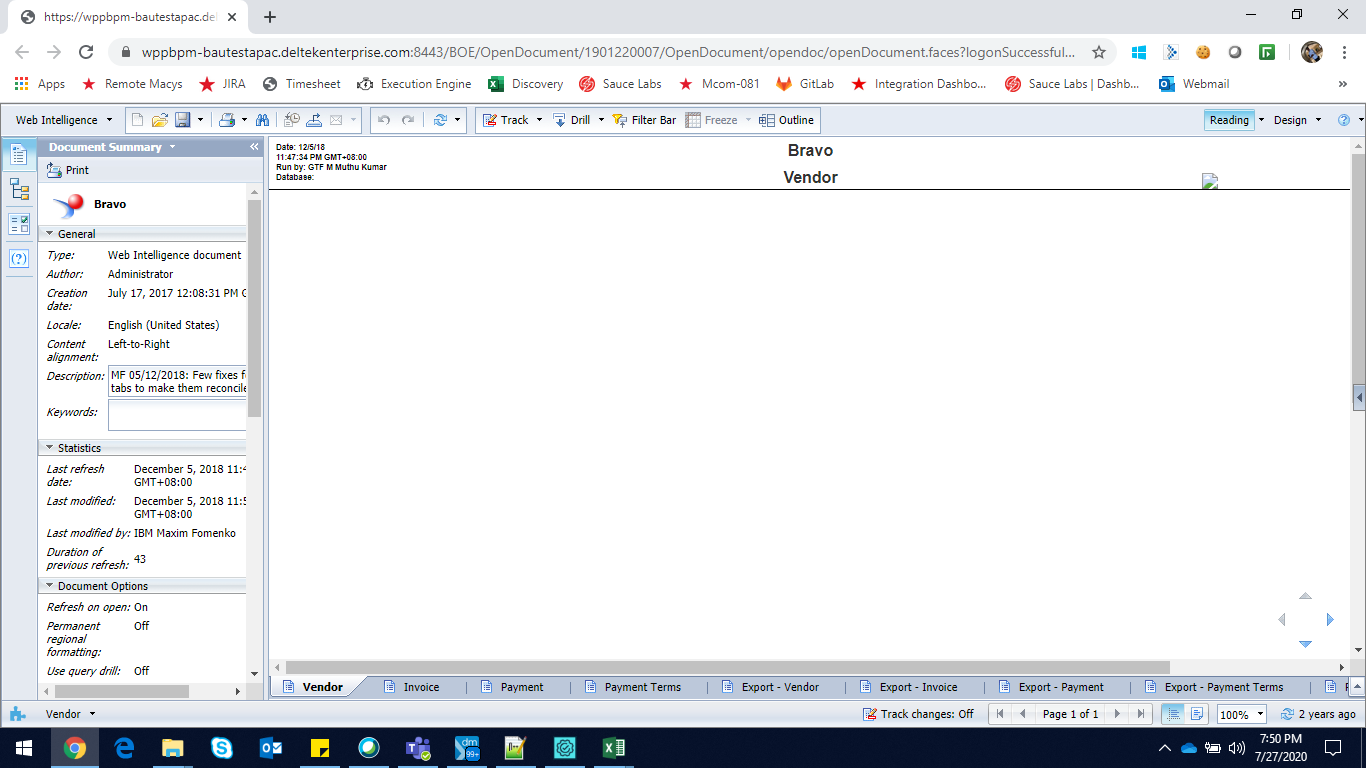 https://wppbpm-bautestapac.del
wppbpm-bautestapac.deltekenterprise.com:8443/BOE/OpenDocument/1901220007/OpenDocument/opendoc/openDocument.faces?logonSuccessful...
Apps Remote Macys JIRA Timesheet Execution Engine Discovery Sauce Labs Mcom-081 GitLab Integration Dashbo... Sauce Labs | Dashb... Webmail »
Web Intelligence Track Drill Filter Bar Freeze Outline Reading Design
Document Summary
Print
Bravo
General
Type: Web Intelligence document
Author: Administrator
Creation date: July 17, 2017 12:08:31 PM G
Locale: English (United States)
Content alignment: Left-to-Right
Description: MF 05/12/2018: Few fixes f
tabs to make them reconcile
Keywords:
Statistics
Last refresh date: December 5, 2018 11:4
GMT+08:00
Last modified: December 5, 2018 11:5
GMT+08:00
Last modified by: IBM Maxim Fomenko
Duration of previous refresh: 43
Document Options
Refresh on open: On
Permanent regional formatting: Off
Use query drill: Off
Date: 12/5/18
11:47:34 PM GMT+08:00
Run by: GTF M Muthu Kumar
Database:
Bravo
Vendor
Vendor Invoice Payment Payment Terms Export - Vendor Export - Invoice Export - Payment Export - Payment Terms
Vendor Track changes: Off Page 1 of 1 100% 2 years ago
dm
99+
7:50 PM
7/27/2020